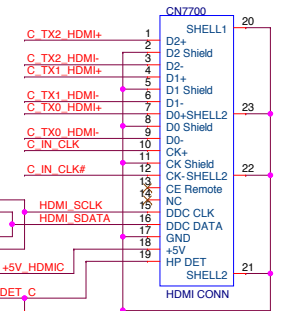 CN7700
SHELL1 20
C_TX2_HDMI+ 1 D2+
2 D2 Shield
C_TX2_HDMI- 3 D2-
C_TX1_HDMI+ 4 D1+
5 D1 Shield
C_TX1_HDMI- 6 D1-
C_TX0_HDMI+ 7 D0+ SHELL2 23
8 D0 Shield
C_TX0_HDMI- 9 D0-
C_IN_CLK 10 CK+
11 CK Shield
C_IN_CLK# 12 CK- SHELL2 22
13 CE Remote
14 NC
HDMI_SCLK 15 DDC CLK
HDMI_SDATA 16 DDC DATA
17 GND
+5V_HDMIC 18 +5V
19 HP DET
SHELL2 21
DET_C
HDMI CONN